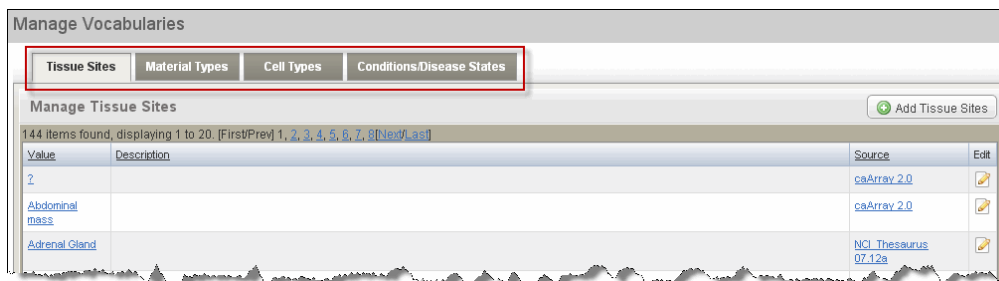 Manage Vocabularies
Tissue Sites Material Types Cell Types Conditions/Disease States
Manage Tissue Sites Add Tissue Sites
144 items found, displaying 1 to 20. [First/Prev] 1, 2, 3, 4, 5, 6, 7, 8[Next/Last]
Value Description Source Edit
? caArray 2.0
Abdominal caArray 2.0
mass
Adrenal Gland NCI Thesaurus
07.12a